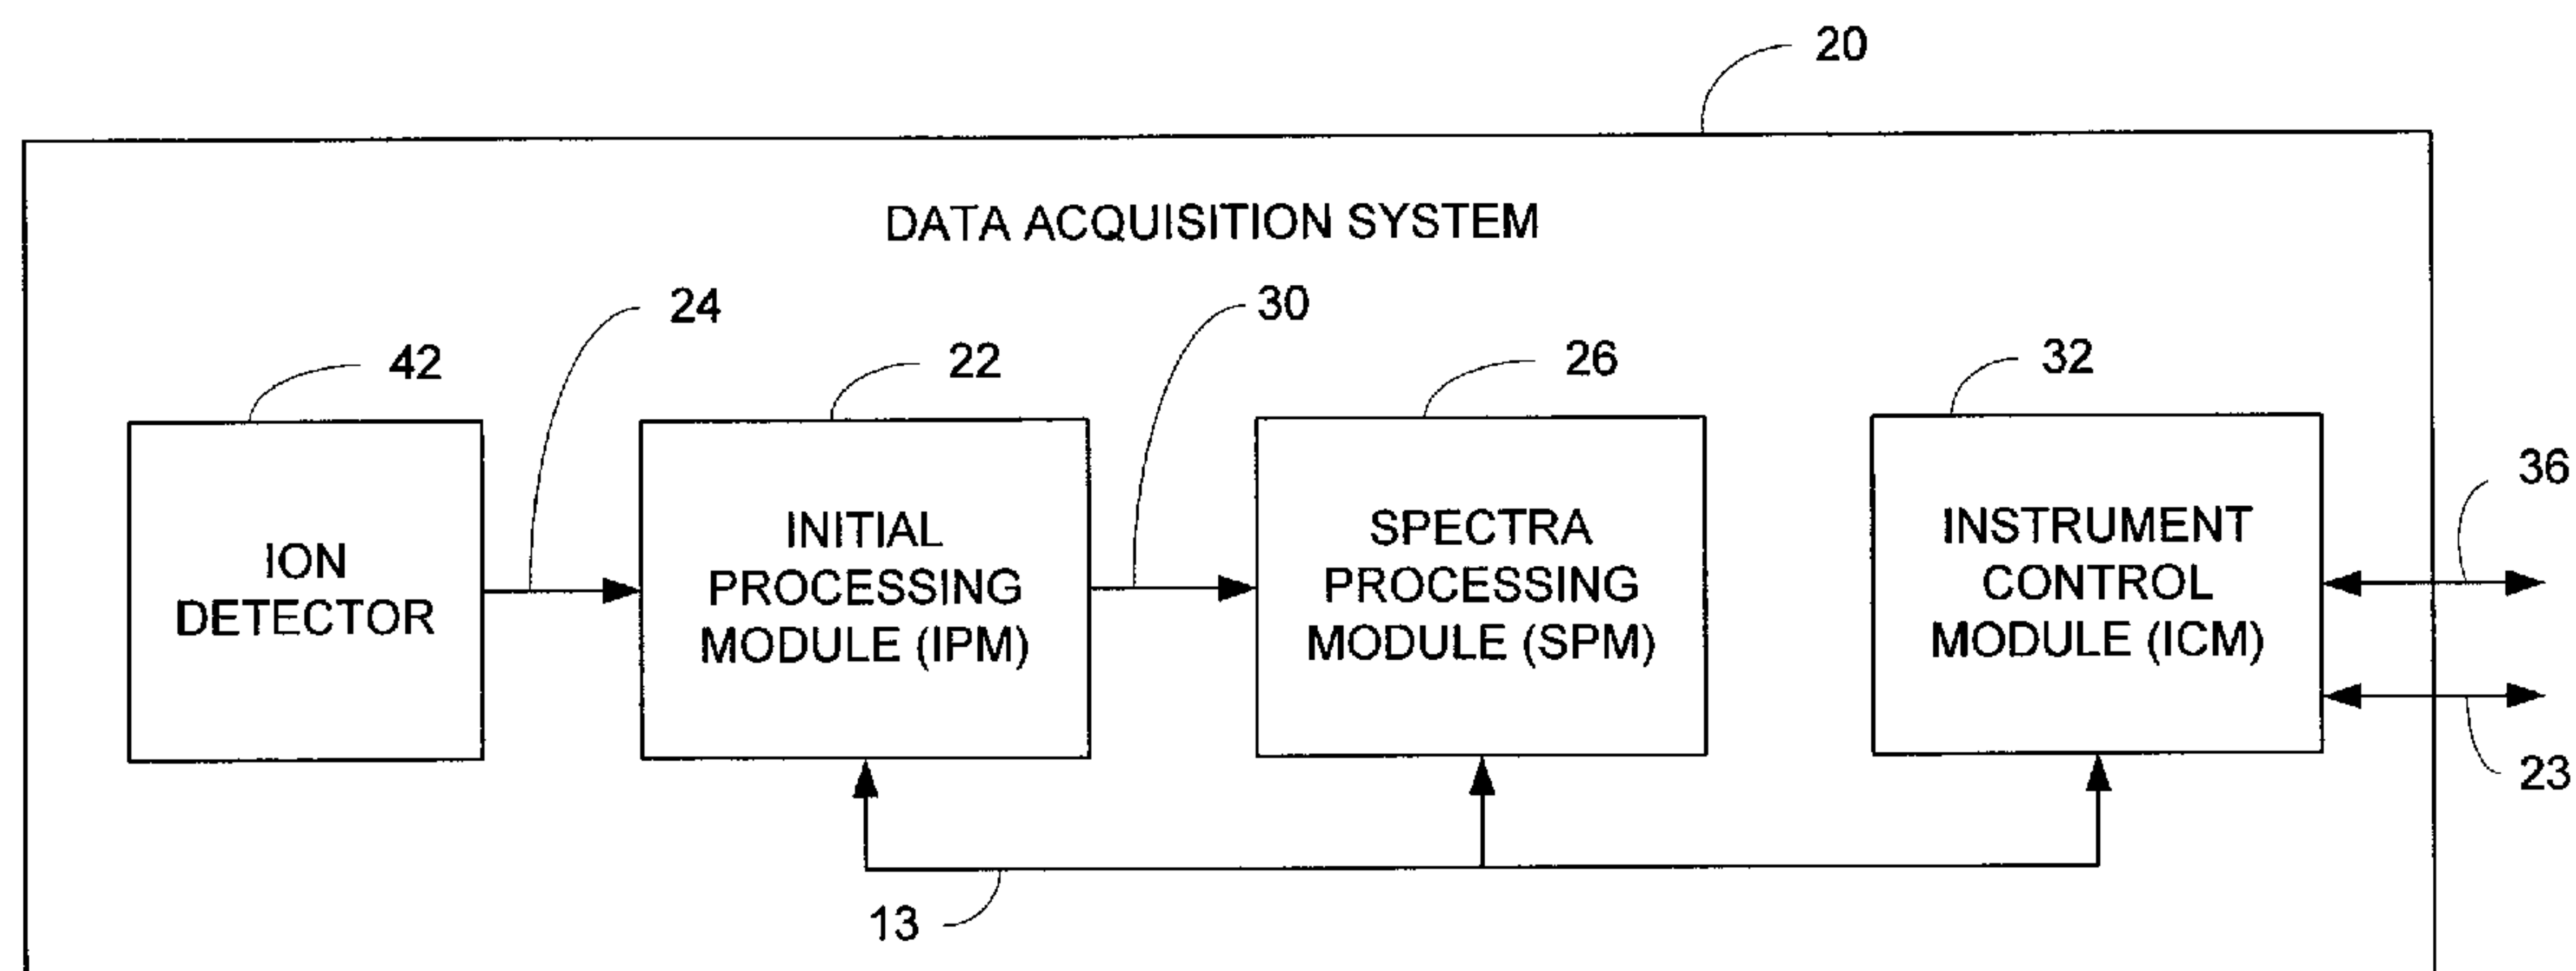 20
DATA ACQUISITION SYSTEM
24
30
42
22
26
32
36
ION
DETECTOR
INITIAL
PROCESSING
MODULE (IPM)
SPECTRA
PROCESSING
MODULE (SPM)
INSTRUMENT
CONTROL
MODULE (ICM)
23
13